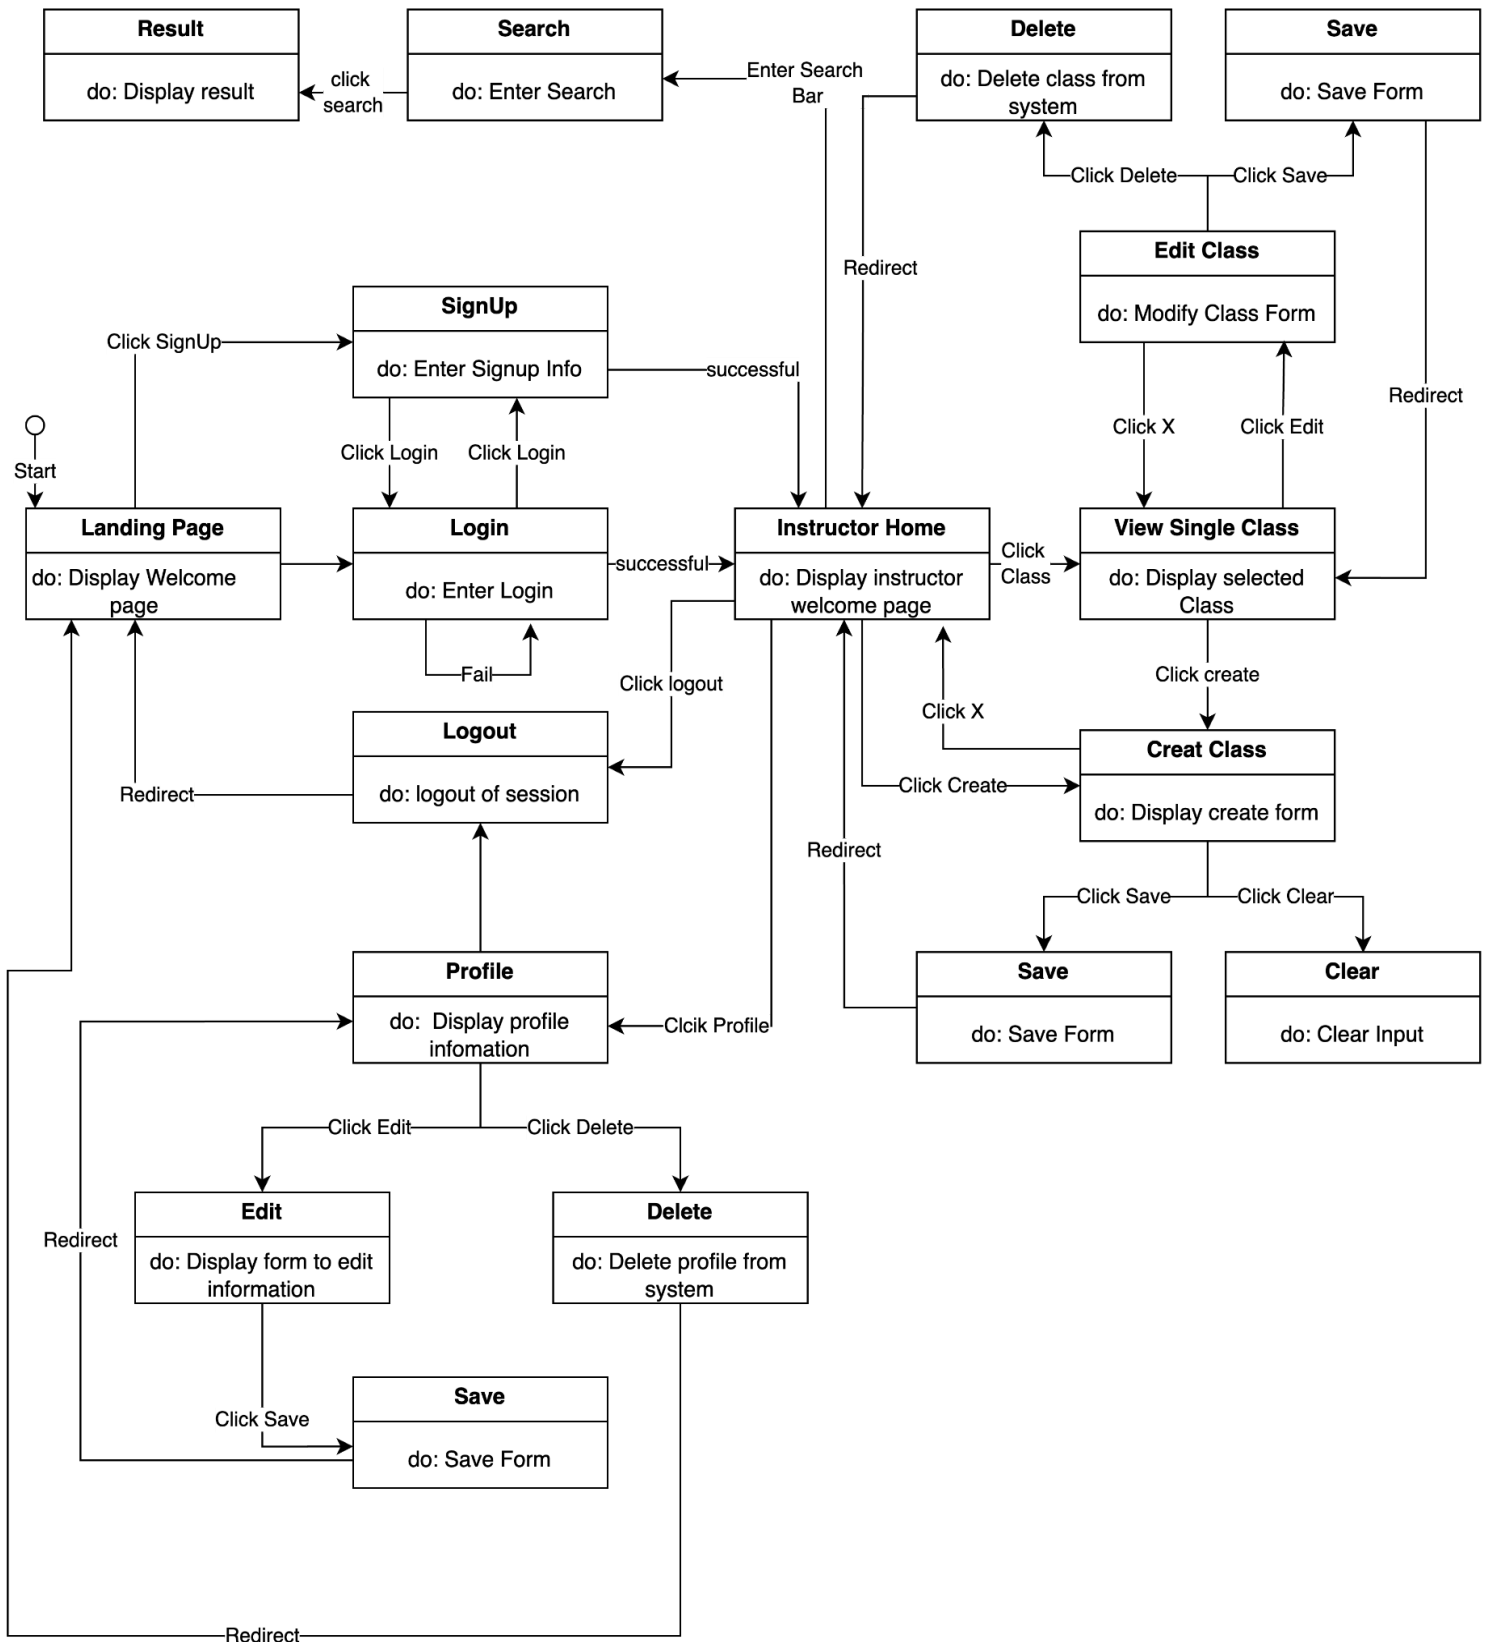 Result
do: Display result
click
search
Search
do: Enter Search
Enter Search
Bar
Delete
do: Delete class from
system
Save
do: Save Form
Click Delete
Click Save
Redirect
Edit Class
do: Modify Class Form
Redirect
Click X
Click Edit
SignUp
do: Enter Signup Info
Click SignUp
successful
Click Login
Click Login
Start
Landing Page
do: Display Welcome
page
Login
do: Enter Login
successful
Fail
Instructor Home
do: Display instructor
welcome page
Click
Class
View Single Class
do: Display selected
Class
Click logout
Click create
Click X
Logout
do: logout of session
Redirect
Creat Class
do: Display create form
Click Create
Redirect
Click Save
Click Clear
Profile
do:  Display profile
infomation
Clcik Profile
Save
do: Save Form
Clear
do: Clear Input
Click Edit
Click Delete
Edit
do: Display form to edit
information
Delete
do: Delete profile from
system
Redirect
Click Save
Save
do: Save Form
Redirect